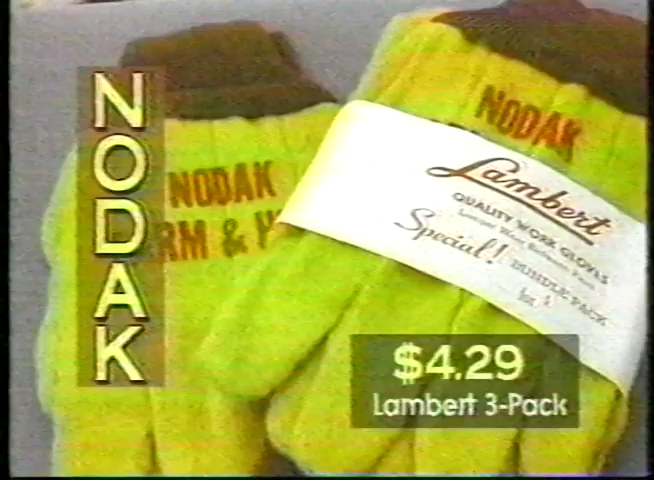 NODAK
NODAK
RM & H
NODAK
Lambert
QUALITY WORK GLOVES
Special!
BUNDLE PACK
$4.29
Lambert 3-Pack